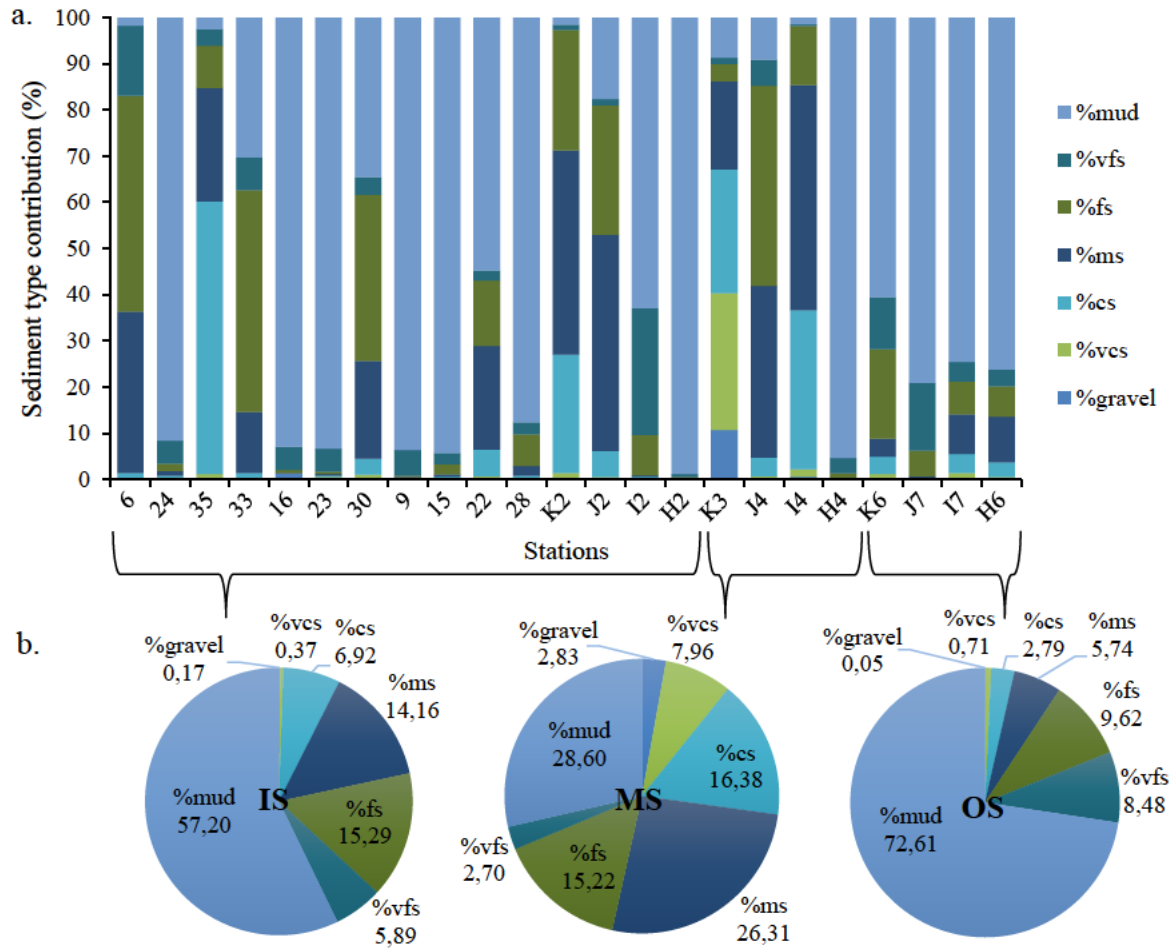 a.
Sediment type contribution (%)
100
90
80
70
60
50
40
30
20
10
0
%mud
%vfs
%fs
%ms
%cs
%vcs
%gravel
6 24 35 33 16 23 30 9 15 22 28 K2 J2 I2 H2 K3 J4 I4 H4 K6 J7 I7 H6
Stations
b.
%gravel
0,17
%vcs
0,37
%cs
6,92
%ms
14,16
%fs
15,29
%vfs
5,89
%mud
57,20
IS
%gravel
2,83
%vcs
7,96
%cs
16,38
%ms
26,31
%fs
15,22
%vfs
2,70
%mud
28,60
MS
%gravel
0,05
%vcs
0,71
%cs
2,79
%ms
5,74
%fs
9,62
%vfs
8,48
%mud
72,61
OS